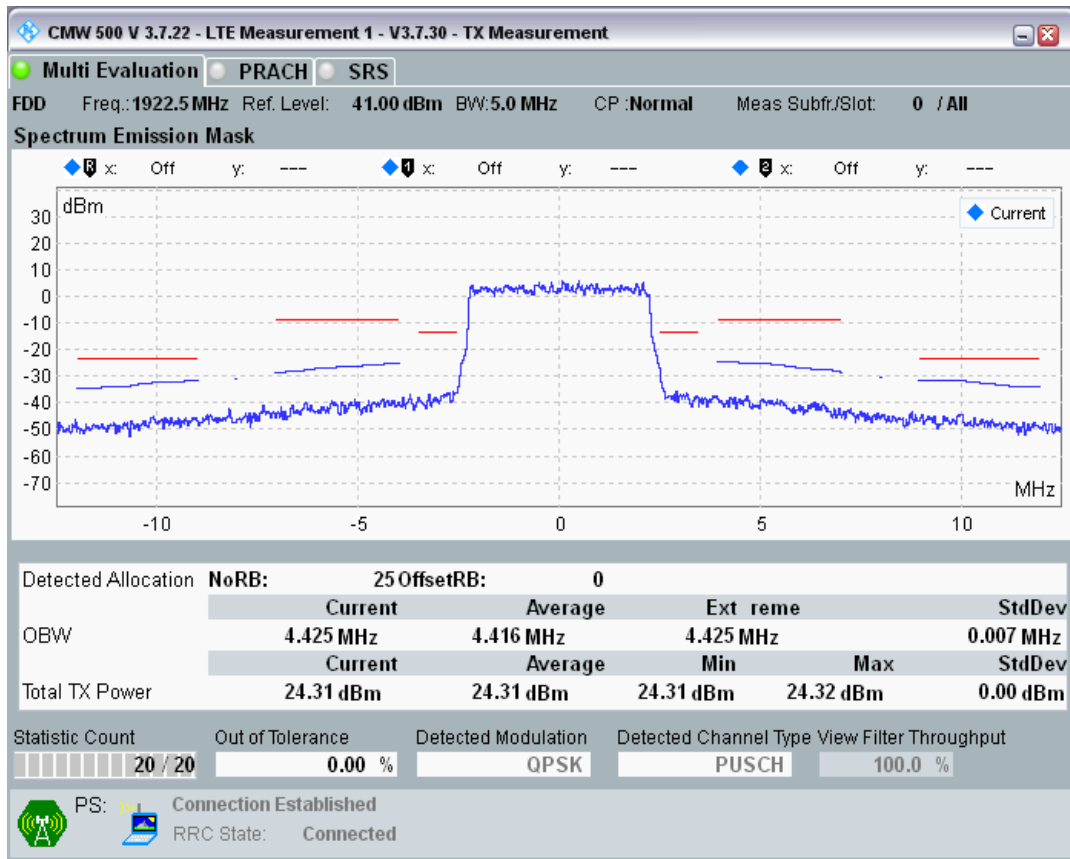 CMW 500 V 3.7.22 - LTE Measurement 1 - V3.7.30 - TX Measurement
Multi Evaluation PRACH SRS
FDD Freq.:1922.5 MHz Ref. Level: 41.00 dBm BW:5.0 MHz CP :Normal Meas Subfr./Slot: 0 / All
Spectrum Emission Mask
R x: Off y: --- 1 x: Off y: --- 2 x: Off y: ---
dBm
Current
30
20
10
0
-10
-20
-30
-40
-50
-60
-70
MHz
-10 -5 0 5 10
Detected Allocation NoRB: 25 OffsetRB: 0
Current Average Ext reme StdDev
OBW 4.425 MHz 4.416 MHz 4.425 MHz 0.007 MHz
Current Average Min Max StdDev
Total TX Power 24.31 dBm 24.31 dBm 24.31 dBm 24.32 dBm 0.00 dBm
Statistic Count Out of Tolerance Detected Modulation Detected Channel Type View Filter Throughput
20 / 20 0.00 % QPSK PUSCH 100.0 %
PS: Connection Established
RRC State: Connected